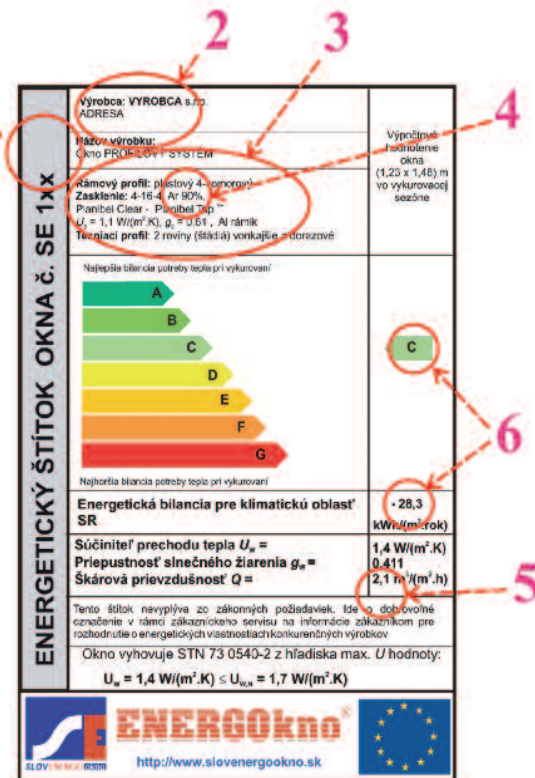 2
3
4
Výrobca: VYROBCA s.r.o.
ADRESA
Názov výrobku:
Okno PROFILOVÝ SYSTÉM
Výpočtové
hodnotenie
okna
(1,23 x 1,48) m
vo vykurovacej
sezóne
Rámový profil: plastový 4-komorový
Zasklenie: 4-16-4, Ar 90%,
Planibel Clear - Planibel Top
Ug = 1,1 W/(m².K), g = 0.61 , Al rámik
Tesniaci profil: 2 roviny (štádiá) vonkajšie a dorazové
ENERGETICKÝ ŠTÍTOK OKNA č. SE 1xx
Najlepšia bilancia potreby tepla pri vykurovaní
A
B
C
C
D
E
F
G
6
Najhoršia bilancia potreby tepla pri vykurovaní
Energetická bilancia pre klimatickú oblasť
SR
- 28,3
kWh/(m².rok)
Súčiniteľ prechodu tepla Uw = 1,4 W/(m².K)
Priepustnosť slnečného žiarenia gw = 0.411
Škárová prievzdušnosť Q = 2,1 m³/(m².h)
5
Tento štítok nevyplýva zo zákonných požiadaviek. Ide o dobrovoľné
označenie v rámci zákazníckeho servisu na informácie zákazníkom pre
rozhodnutie o energetických vlastnostiach konkurenčných výrobkov
Okno vyhovuje STN 73 0540-2 z hľadiska max. U hodnoty:
Uw = 1,4 W/(m².K) ≤ Uw,N = 1,7 W/(m².K)
ENERGOkno®
http://www.slovenergookno.sk